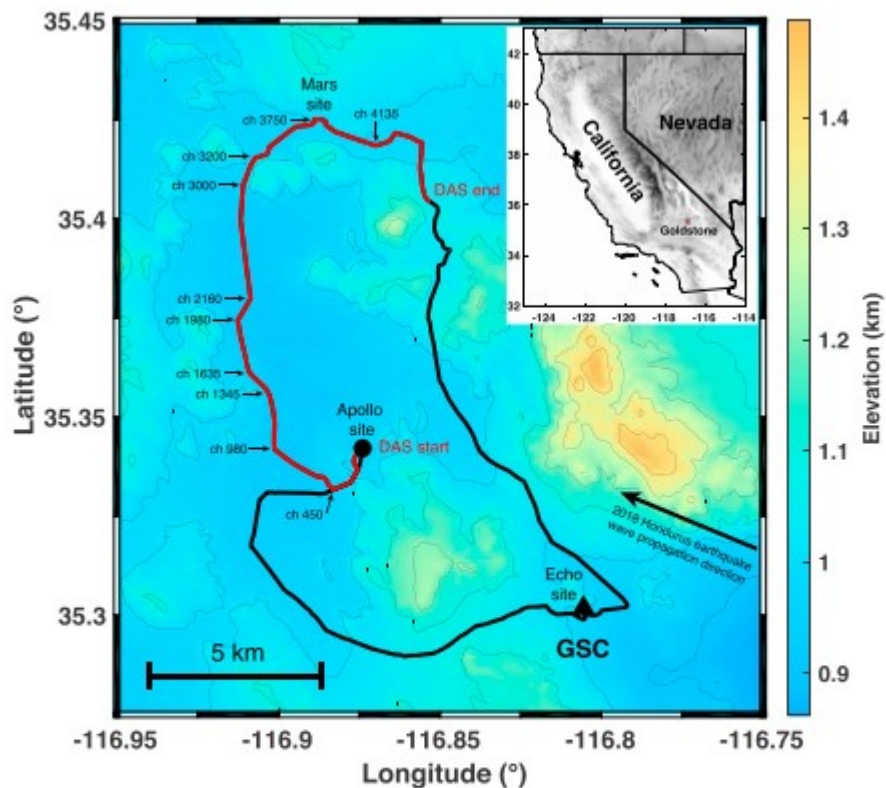 35.45
35.4
35.35
35.3
Latitude (°)
-116.95
-116.9
-116.85
-116.8
-116.75
Longitude (°)
Mars
site
ch 3750
ch 4135
ch 3200
ch 3000
DAS end
ch 2160
ch 1980
ch 1635
ch 1345
Apollo
site
DAS start
ch 980
ch 450
2018 Hondurus earthquake
wave propagation
direction
Echo
site
GSC
5 km
42
40
38
36
34
32
-124
-122
-120
-118
-116
-114
California
Nevada
Goldstone
1.4
1.3
1.2
1.1
1
0.9
Elevation (km)